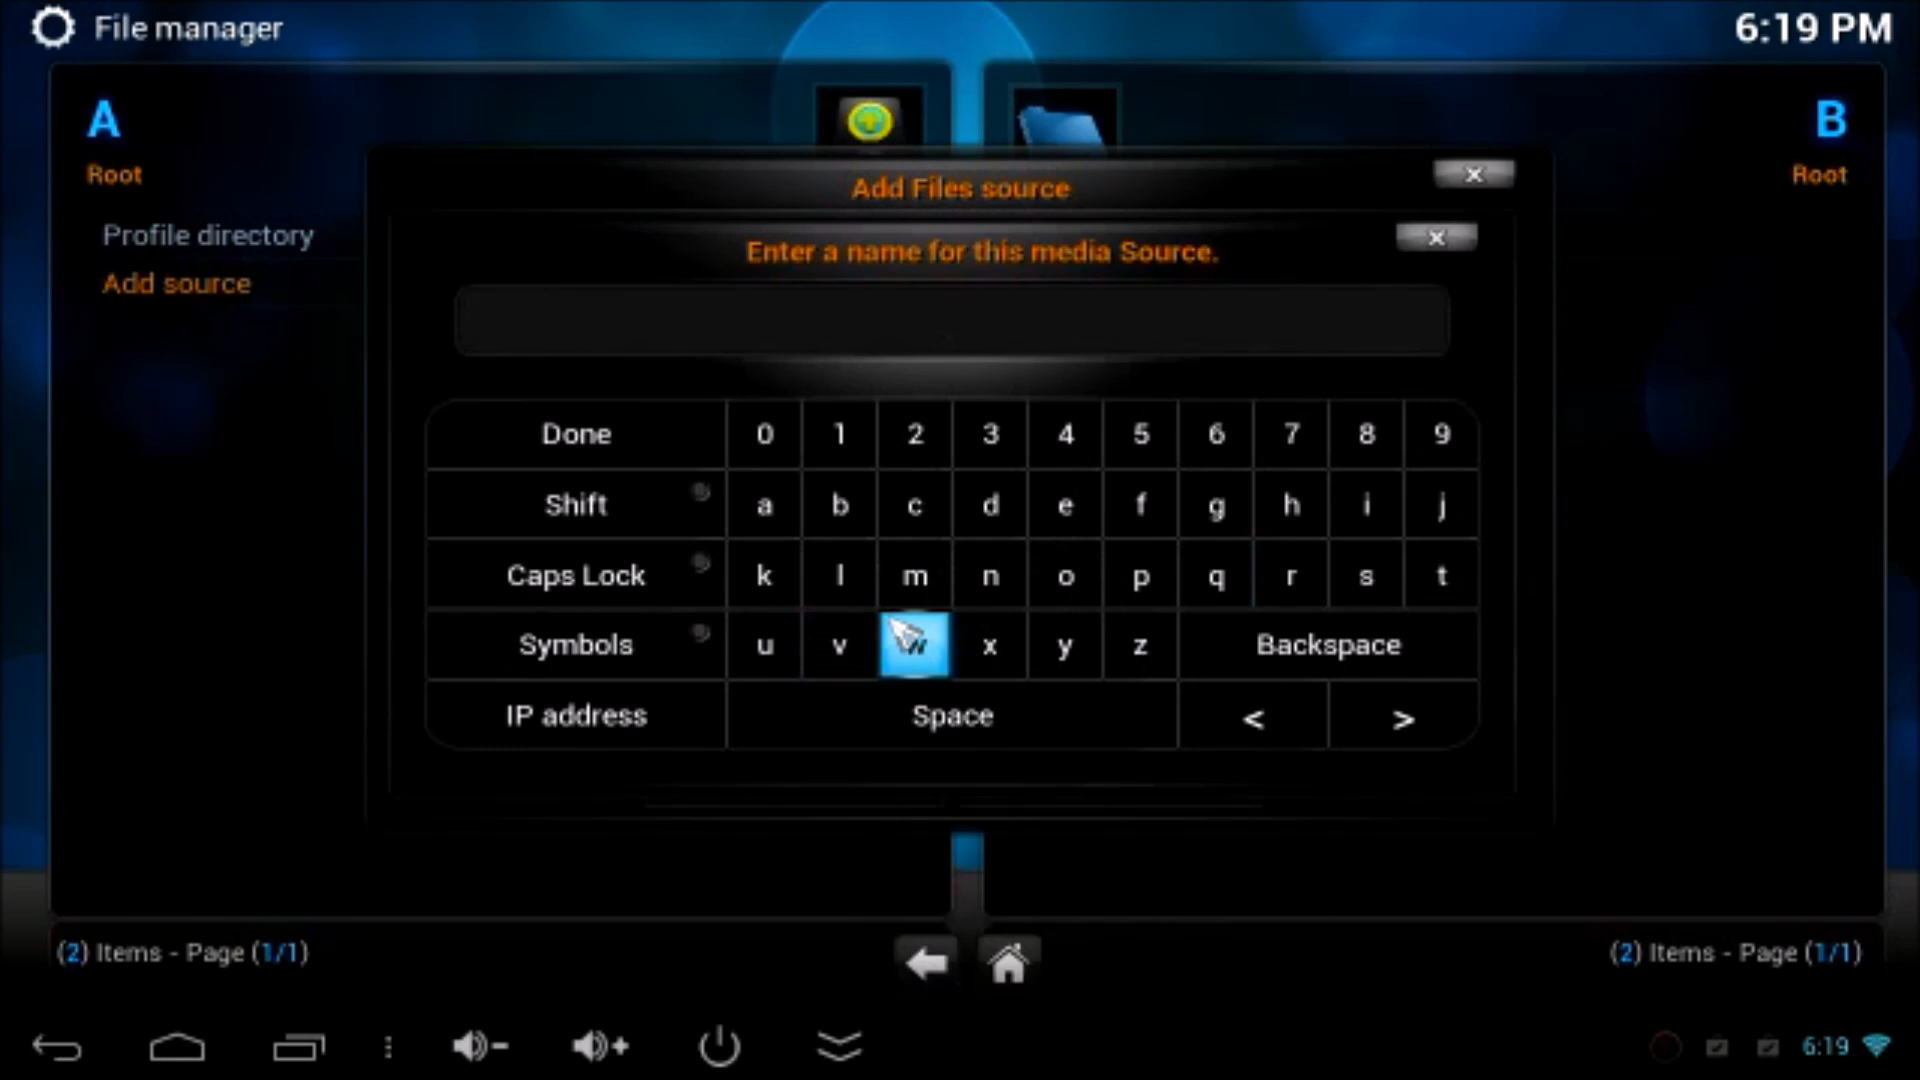 File manager
6:19 PM
A
B
Root
Root
Add Files source
x
Profile directory
Enter a name for this media Source.
x
Add source
Done 0 1 2 3 4 5 6 7 8 9
Shift a b c d e f g h i j
Caps Lock k l m n o p q r s t
Symbols u v w x y z Backspace
IP address Space < >
(2) Items - Page (1/1)
(2) Items - Page (1/1)
6:19